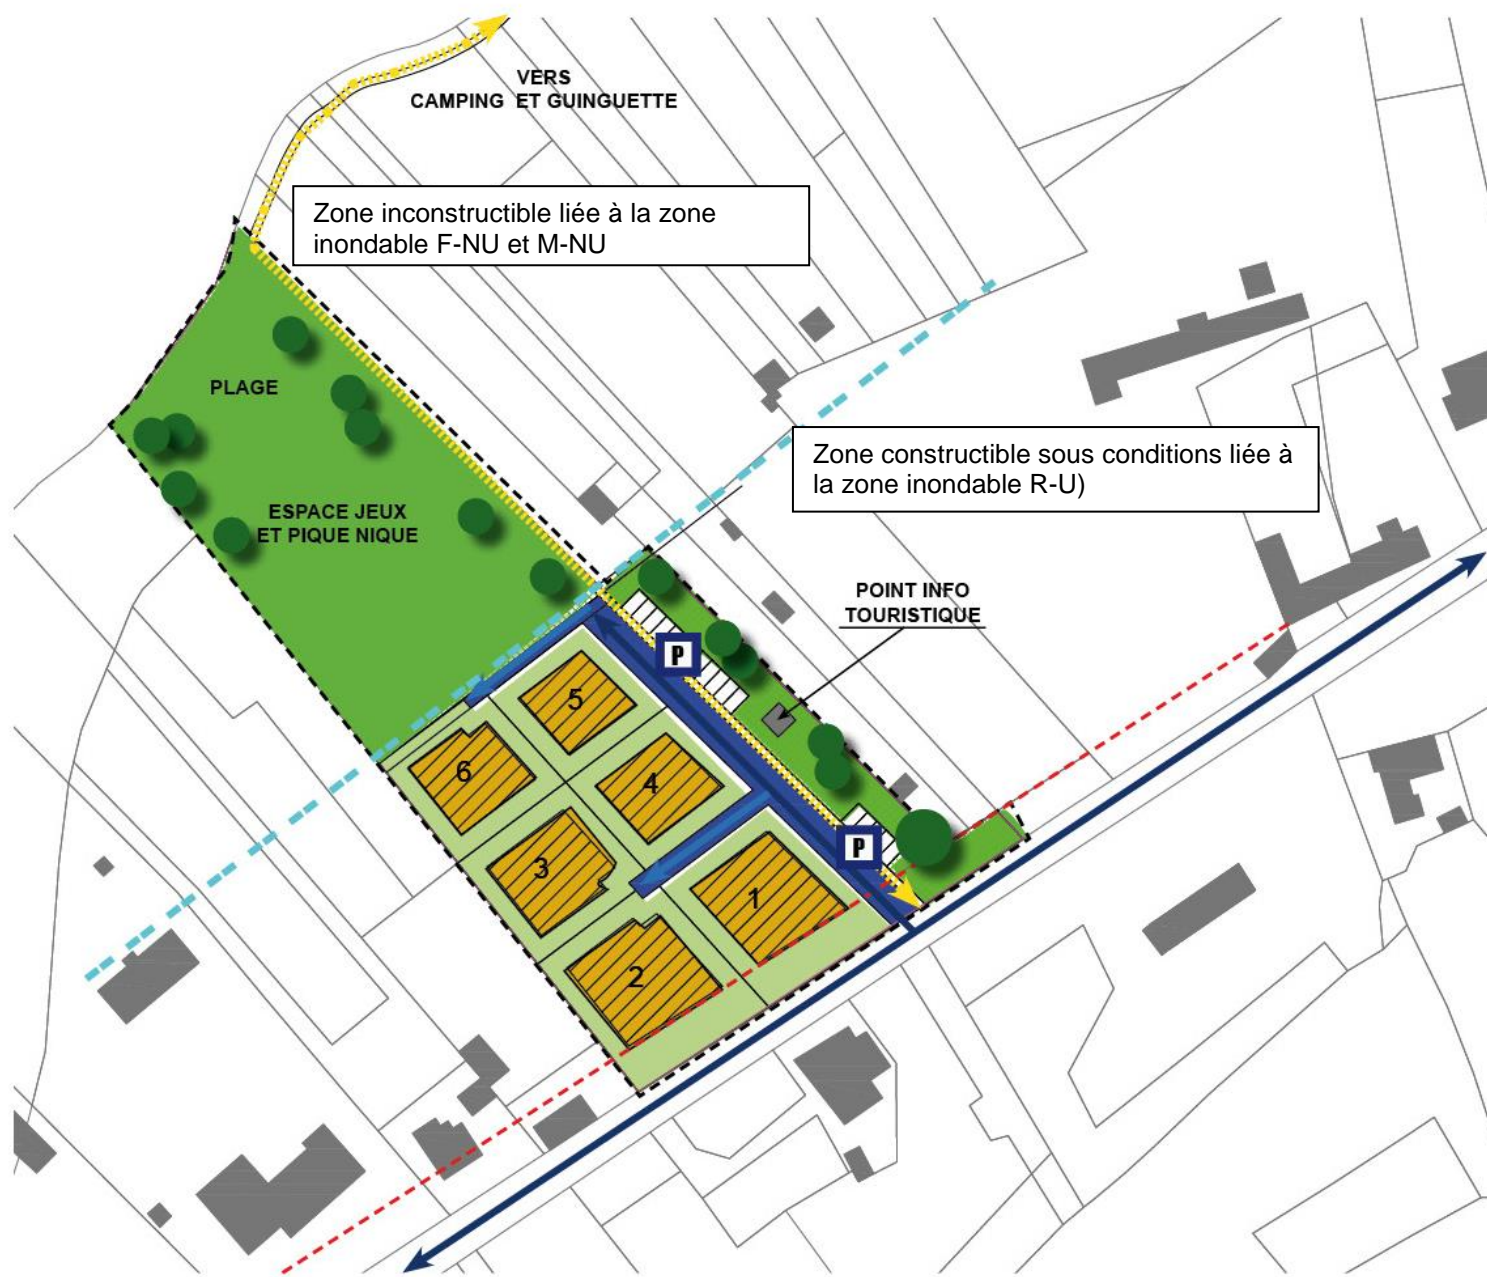 VERS
CAMPING ET GUINGUETTE
Zone inconstructible liée à la zone
inondable F-NU et M-NU
PLAGE
Zone constructible sous conditions liée à
la zone inondable R-U)
ESPACE JEUX
ET PIQUE NIQUE
POINT INFO
TOURISTIQUE
P
5
6
4
P
3
1
2